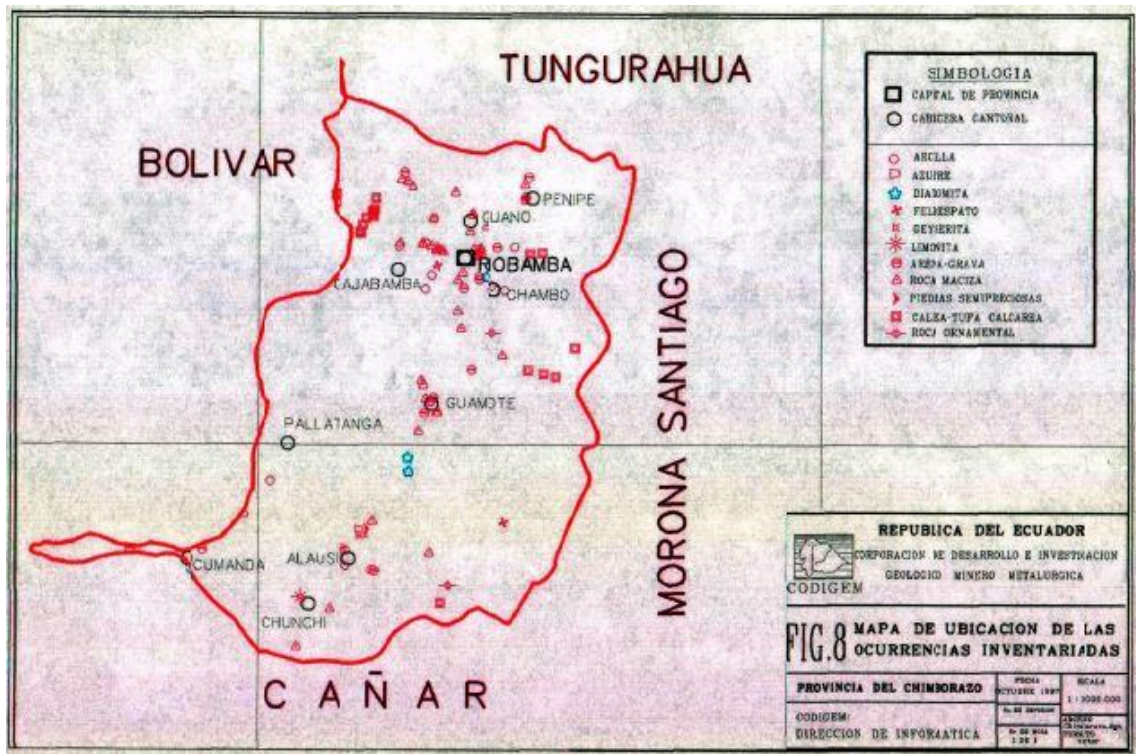 TUNGURAHUA
BOLIVAR
PENIPE
GUANO
RIOBAMBA
CAJABAMBA
CHAMBO
MORONA SANTIAGO
GUAMOTE
PALLATANGA
CUMANDA
ALAUSI
CHUNCHI
CAÑAR
SIMBOLOGIA
CAPITAL DE PROVINCIA
CABECERA CANTONAL
ARCILLA
AZUFRE
DIATOMITA
FELDESPATO
GEYSERITA
LIMONITA
ARENA-GRAVA
ROCA MACIZA
PIEDRAS SEMIPRECIOSAS
CALIZA-TUFA CALCAREA
ROCA ORNAMENTAL
REPUBLICA DEL ECUADOR
CORPORACION DE DESARROLLO E INVESTIGACION
GEOLOGICO MINERO METALURGICA
CODIGEM
FIG.8 MAPA DE UBICACION DE LAS
OCURRENCIAS INVENTARIADAS
PROVINCIA DEL CHIMBORAZO
FECHA
OCTUBRE 1997
ESCALA
1 : 1000.000
CODIGEM:
DIRECCION DE INFORMATICA